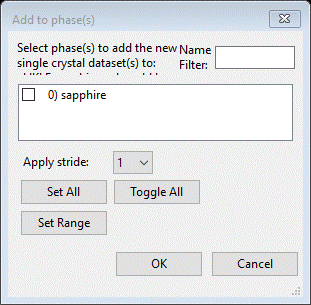 Add to phase(s)
Select phase(s) to add the new
single crystal dataset(s) to:
Name
Filter:
0) sapphire
Apply stride:
1
Set All
Toggle All
Set Range
OK
Cancel